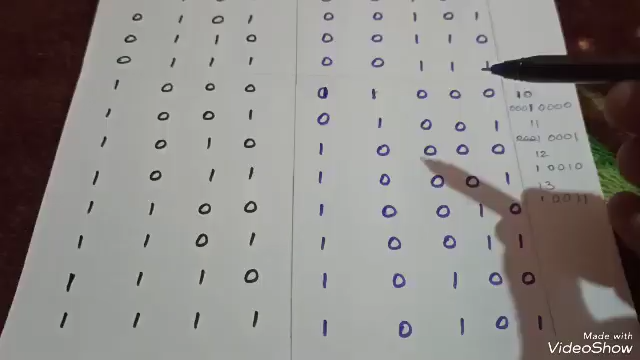 0 1 0 1 0 0 1 0 1
0 1 1 0 0 0 1 1 0
0 1 1 1 0 0 1 1 1
1 0 0 0 0 1 0 0 0
1 0 0 1 0 1 0 0 1
1 0 1 0 1 0 0 0 0
1 0 1 1 1 0 0 0 1
1 1 0 0 1 0 0 1 0
1 1 0 1 1 0 0 1 1
1 1 1 0 1 0 1 0 0
1 1 1 1 1 0 1 0 1
10
0001 0000
11
0001 0001
12
1 0010
13
1 0011
Made with
VideoShow